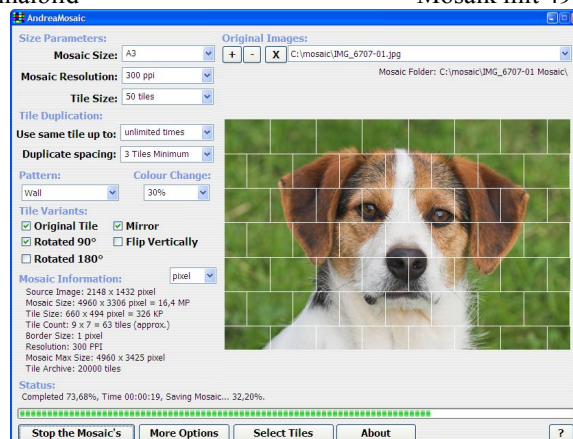 Mosaik mit 49
AndreaMosaic
Size Parameters:
Original Images:
Mosaic Size: A3
+ - X C:\mosaic\IMG_6707-01.jpg
Mosaic Folder: C:\mosaic\IMG_6707-01 Mosaic\
Mosaic Resolution: 300 ppi
Tile Size: 50 tiles
Tile Duplication:
Use same tile up to: unlimited times
Duplicate spacing: 3 Tiles Minimum
Pattern: Colour Change:
Wall 30%
Tile Variants:
Original Tile Mirror
Rotated 90° Flip Vertically
Rotated 180°
Mosaic Information: pixel
Source Image: 2148 x 1432 pixel
Mosaic Size: 4960 x 3306 pixel = 16,4 MP
Tile Size: 660 x 494 pixel = 326 KP
Tile Count: 9 x 7 = 63 tiles (approx.)
Border Size: 1 pixel
Resolution: 300 PPI
Mosaic Max Size: 4960 x 3425 pixel
Tile Archive: 20000 tiles
Status:
Completed 73,68%, Time 00:00:19, Saving Mosaic... 32,20%.
Stop the Mosaic's More Options Select Tiles About ?